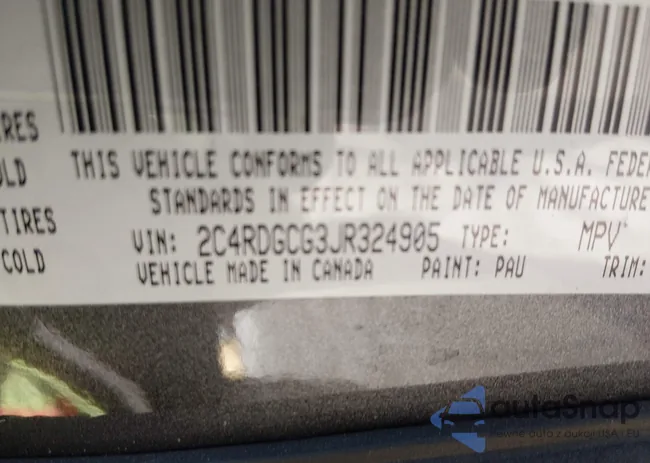 IRES
OLD
THIS VEHICLE CONFORMS TO ALL APPLICABLE U.S.A. FEDER
STANDARDS IN EFFECT ON THE DATE OF MANUFACTURE
TIRES
VIN: 2C4RDGCG3JR324905 TYPE: MPV
COLD
VEHICLE MADE IN CANADA PAINT: PAU TRIM:
autoSnap